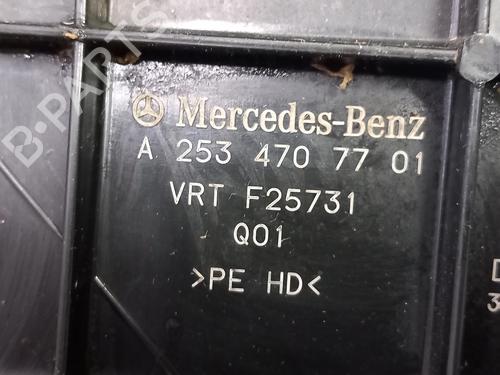 Mercedes-Benz
A 253 470 77 01
VRT F25731
Q01
>PE HD<
B-PARTS